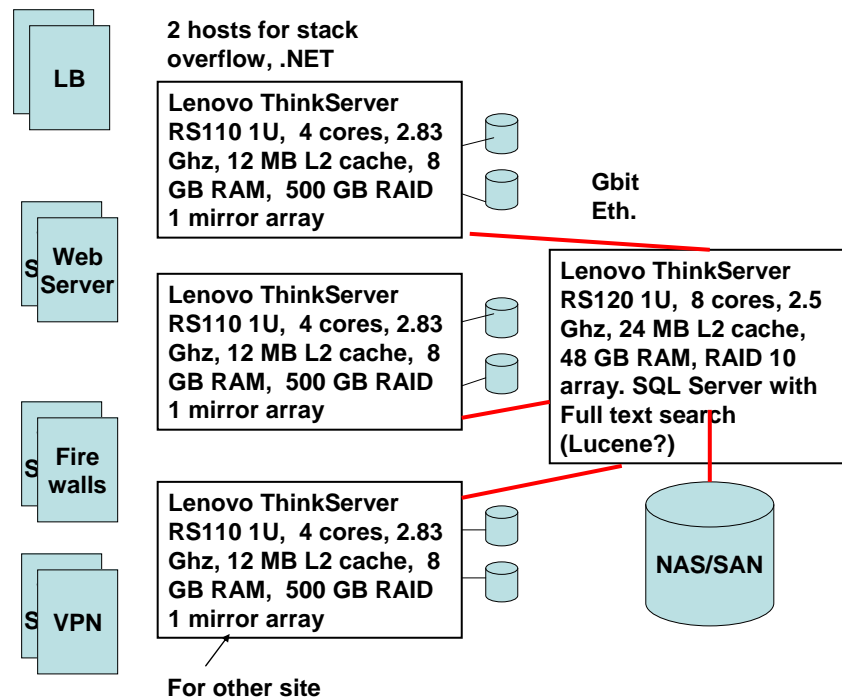 2 hosts for stack
overflow, .NET
LB
Lenovo ThinkServer
RS110 1U, 4 cores, 2.83
Ghz, 12 MB L2 cache, 8
GB RAM, 500 GB RAID
1 mirror array
Gbit
Eth.
S
Web
Server
Lenovo ThinkServer
RS110 1U, 4 cores, 2.83
Ghz, 12 MB L2 cache, 8
GB RAM, 500 GB RAID
1 mirror array
Lenovo ThinkServer
RS120 1U, 8 cores, 2.5
Ghz, 24 MB L2 cache,
48 GB RAM, RAID 10
array. SQL Server with
Full text search
(Lucene?)
S
Fire
walls
Lenovo ThinkServer
RS110 1U, 4 cores, 2.83
Ghz, 12 MB L2 cache, 8
GB RAM, 500 GB RAID
1 mirror array
NAS/SAN
S
VPN
For other site